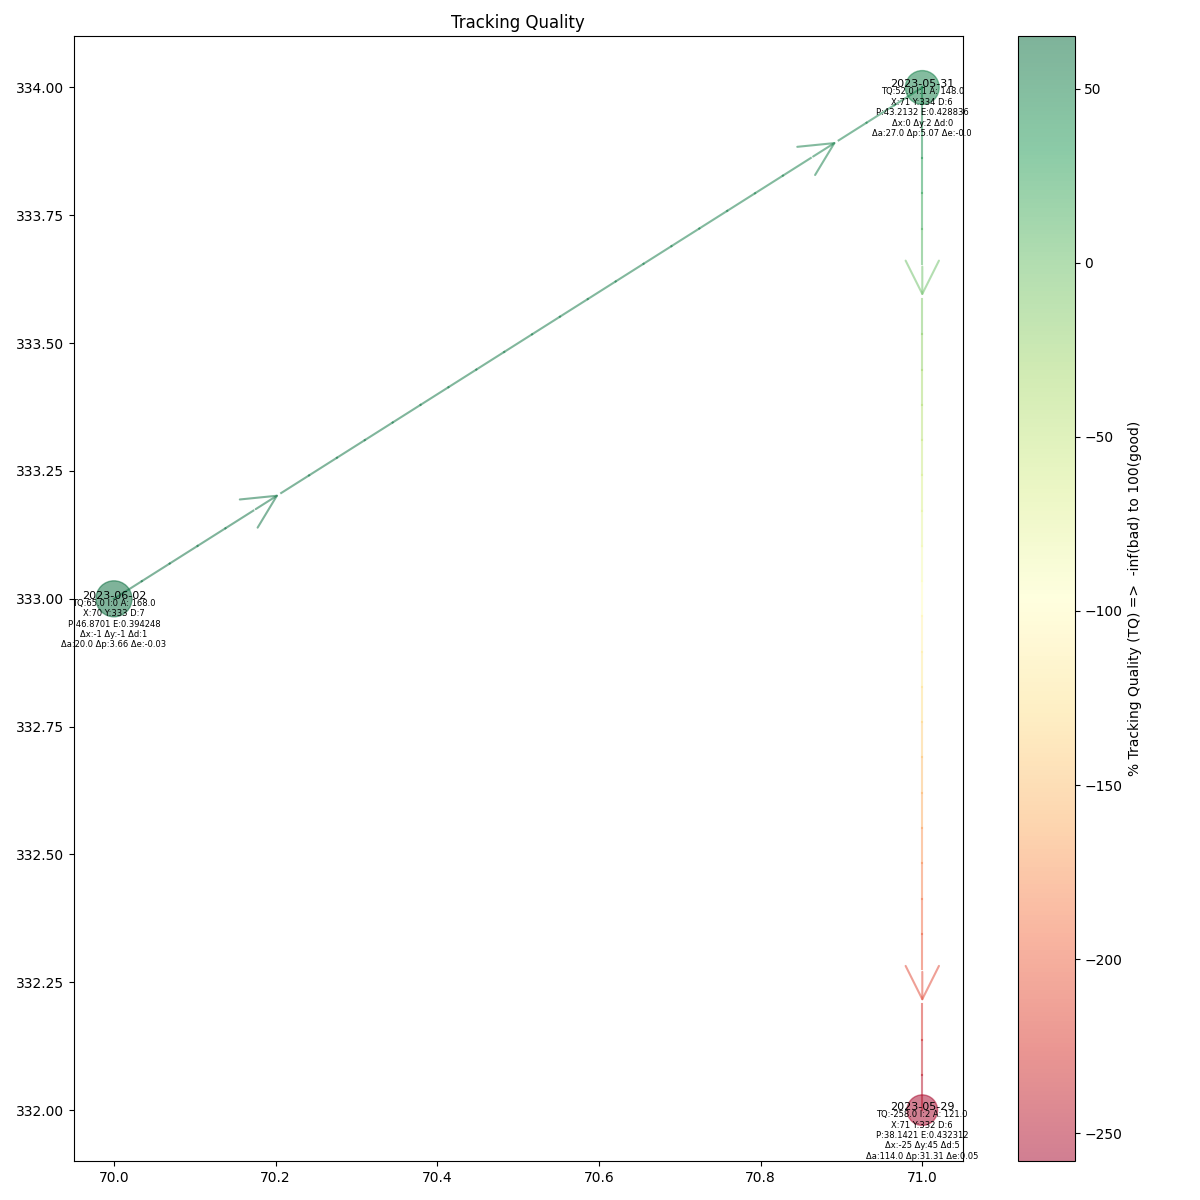 Tracking Quality
334.00
333.75
333.50
333.25
333.00
332.75
332.50
332.25
332.00
70.0
70.2
70.4
70.6
70.8
71.0
2023-05-31
TQ:52.0 I:1 A: 148.0
X:71 Y:334 D:6
P:43.2132 E:0.428836
Δx:0 Δy:2 Δd:0
Δa:27.0 Δp:5.07 Δe:-0.0
2023-06-02
TQ:65.0 I:0 A: 168.0
X:70 Y:333 D:7
P:46.8701 E:0.394248
Δx:-1 Δy:-1 Δd:1
Δa:20.0 Δp:3.66 Δe:-0.03
2023-05-29
TQ:-258.0 I:2 A: 121.0
X:71 Y:332 D:6
P:38.1421 E:0.432312
Δx:-25 Δy:45 Δd:5
Δa:114.0 Δp:31.31 Δe:0.05
50
0
−50
−100
−150
−200
−250
% Tracking Quality (TQ) => -inf(bad) to 100(good)